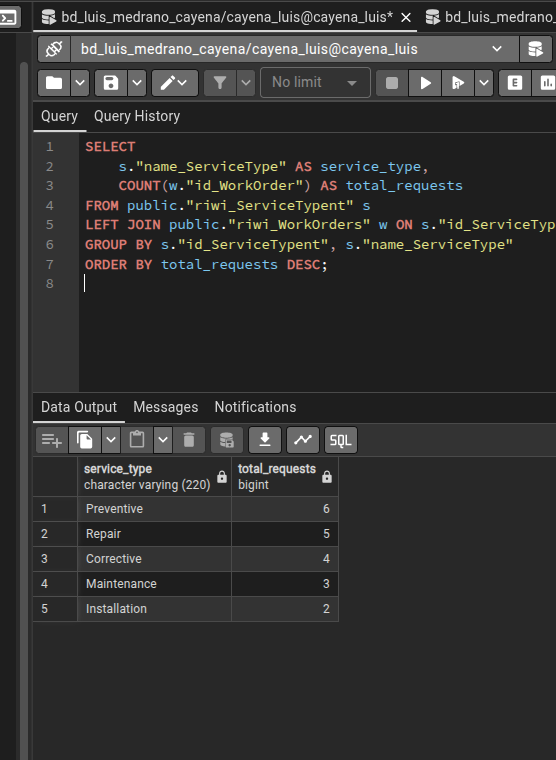 bd_luis_medrano_cayena/cayena_luis@cayena_luis* bd_luis_medrano_
bd_luis_medrano_cayena/cayena_luis@cayena_luis
No limit E
Query Query History
1 SELECT
2 s."name_ServiceType" AS service_type,
3 COUNT(w."id_WorkOrder") AS total_requests
4 FROM public."riwi_ServiceTypent" s
5 LEFT JOIN public."riwi_WorkOrders" w ON s."id_ServiceTyp
6 GROUP BY s."id_ServiceTypent", s."name_ServiceType"
7 ORDER BY total_requests DESC;
8
Data Output Messages Notifications
SQL
service_type total_requests
character varying (220) bigint
1 Preventive 6
2 Repair 5
3 Corrective 4
4 Maintenance 3
5 Installation 2